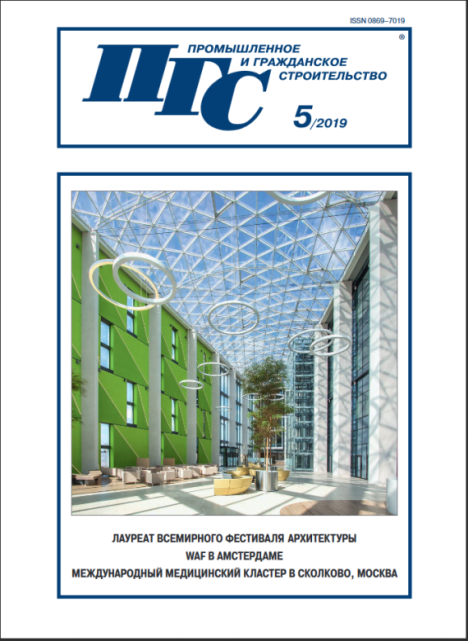 ISSN 0869–7019
ПГС
ПРОМЫШЛЕННОЕ
И ГРАЖДАНСКОЕ
СТРОИТЕЛЬСТВО
®
5/2019
ЛАУРЕАТ ВСЕМИРНОГО ФЕСТИВАЛЯ АРХИТЕКТУРЫ
WAF В АМСТЕРДАМЕ
МЕЖДУНАРОДНЫЙ МЕДИЦИНСКИЙ КЛАСТЕР В СКОЛКОВО, МОСКВА